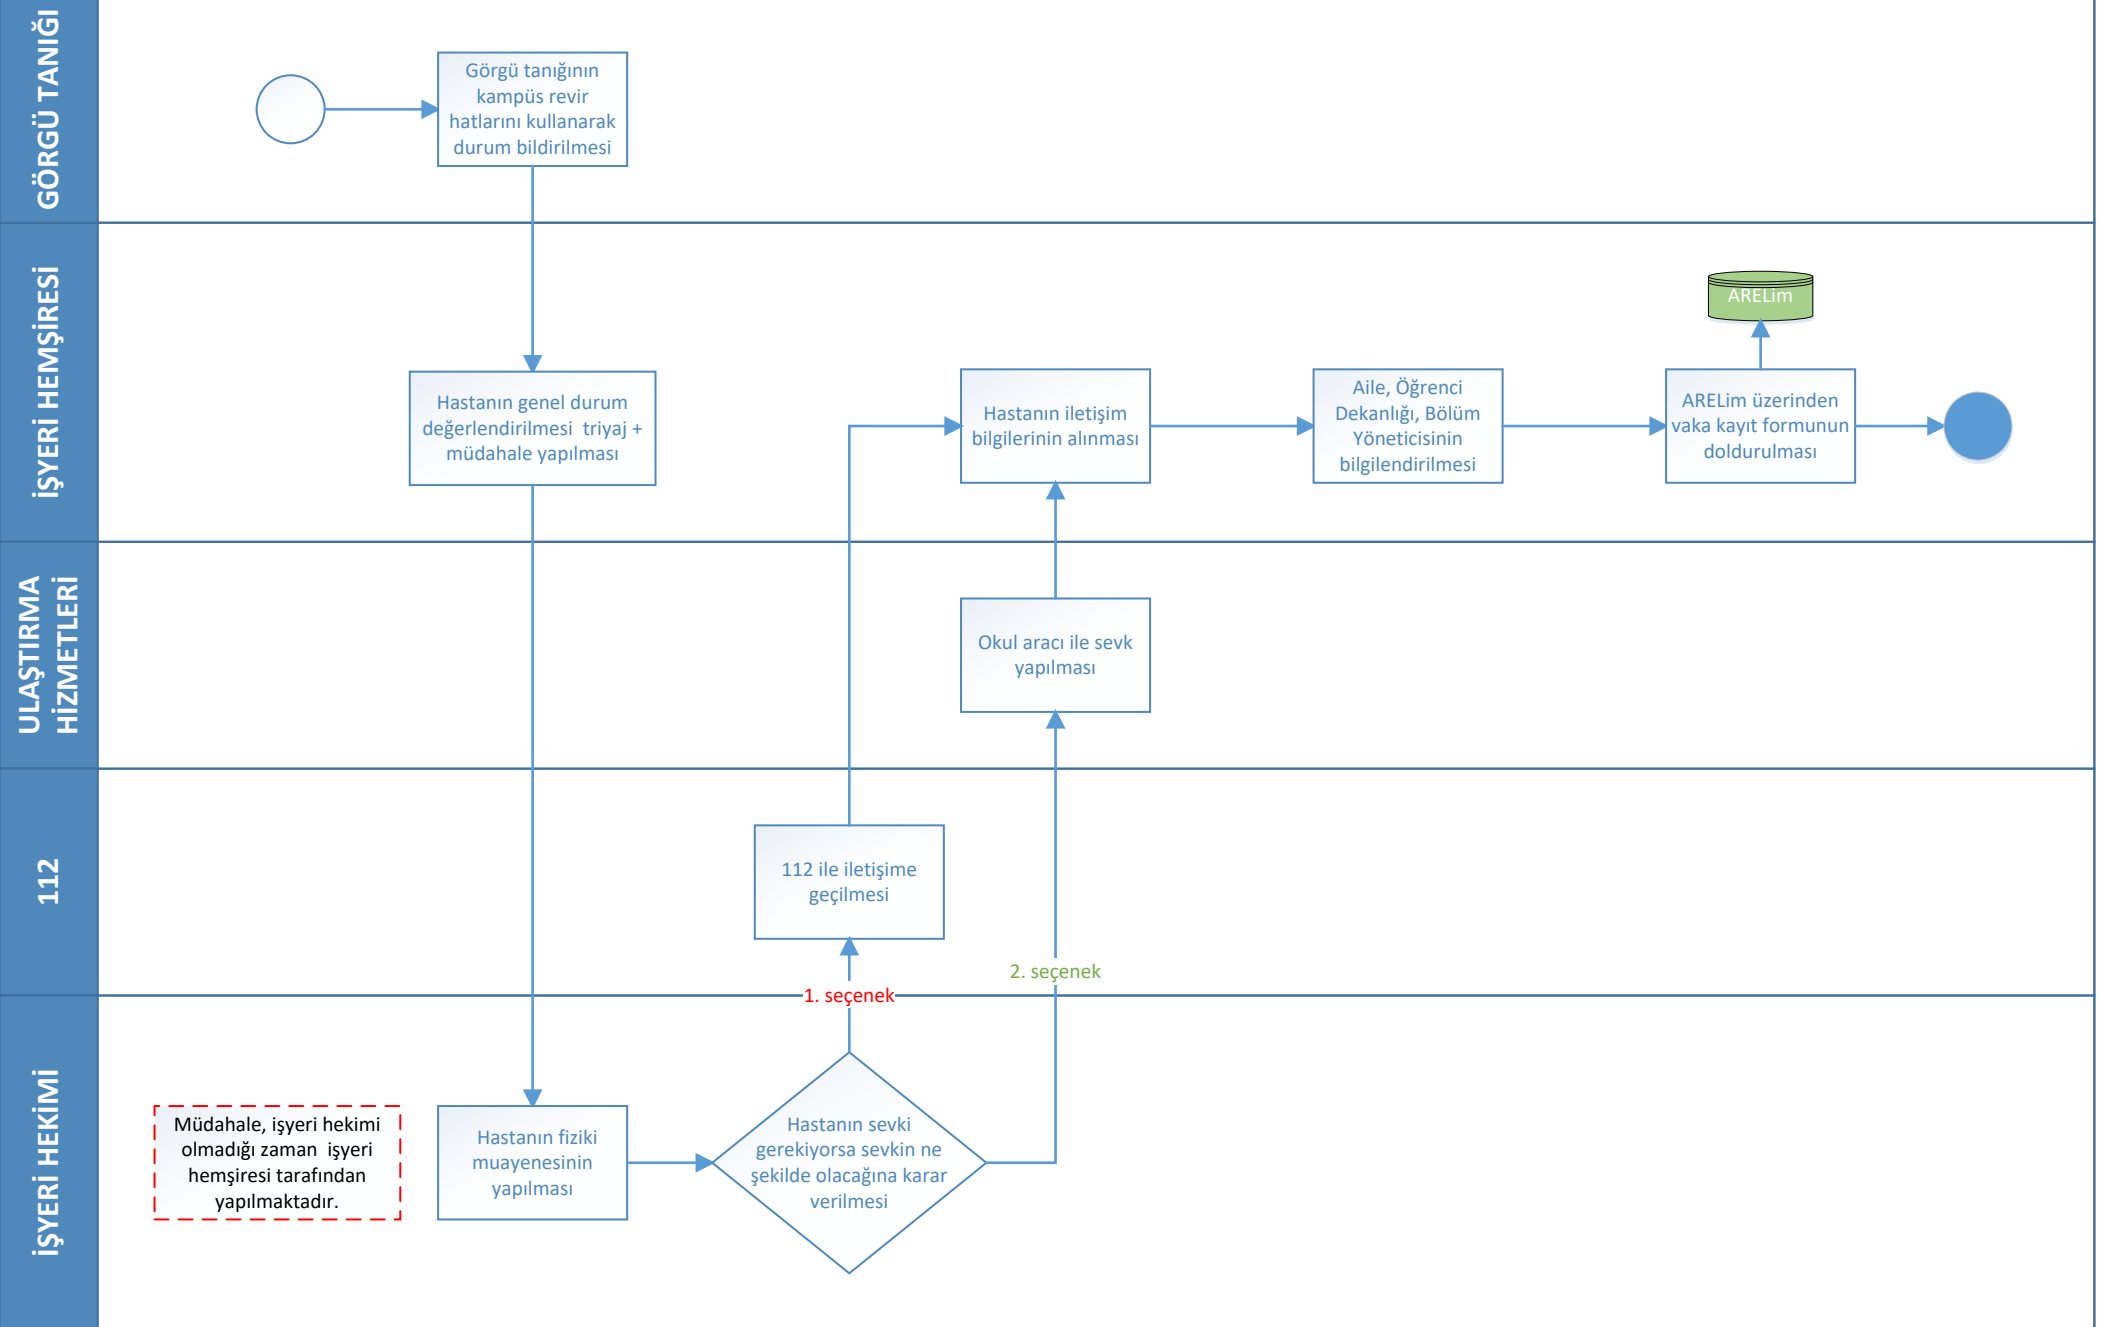 GÖRGÜ TANIĞI
Görgü tanığının
kampüs revir
hatlarını kullanarak
durum bildirilmesi
İŞYERİ HEMŞİRESİ
Hastanın genel durum
değerlendirilmesi triyaj +
müdahale yapılması
Hastanın iletişim
bilgilerinin alınması
Aile, Öğrenci
Dekanlığı, Bölüm
Yöneticisinin
bilgilendirilmesi
ARELim
ARELim üzerinden
vaka kayıt formunun
doldurulması
ULAŞTIRMA
HİZMETLERİ
Okul aracı ile sevk
yapılması
112
112 ile iletişime
geçilmesi
2. seçenek
1. seçenek
İŞYERİ HEKİMİ
Müdahale, işyeri hekimi
olmadığı zaman işyeri
hemşiresi tarafından
yapılmaktadır.
Hastanın fiziki
muayenesinin
yapılması
Hastanın sevki
gerekiyorsa sevkin ne
şekilde olacağına karar
verilmesi